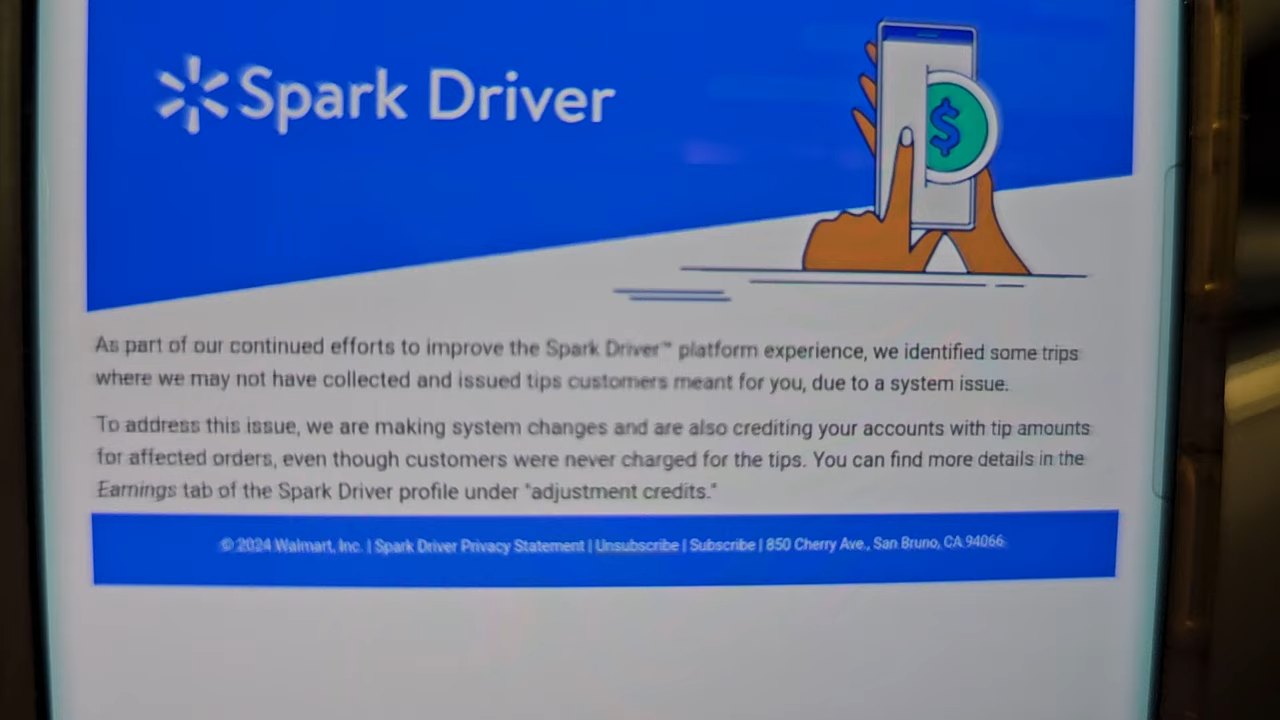 Spark Driver
$
As part of our continued efforts to improve the Spark Driver™ platform experience, we identified some trips
where we may not have collected and issued tips customers meant for you, due to a system issue.
To address this issue, we are making system changes and are also crediting your accounts with tip amounts
for affected orders, even though customers were never charged for the tips. You can find more details in the
Earnings tab of the Spark Driver profile under "adjustment credits."
© 2024 Walmart, Inc. | Spark Driver Privacy Statement | Unsubscribe | Subscribe | 850 Cherry Ave., San Bruno, CA 94066